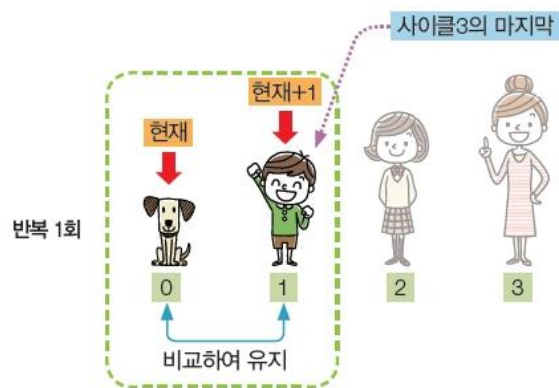 사이클3의 마지막
현재+1
현재
반복 1회
0 1 2 3
비교하여 유지